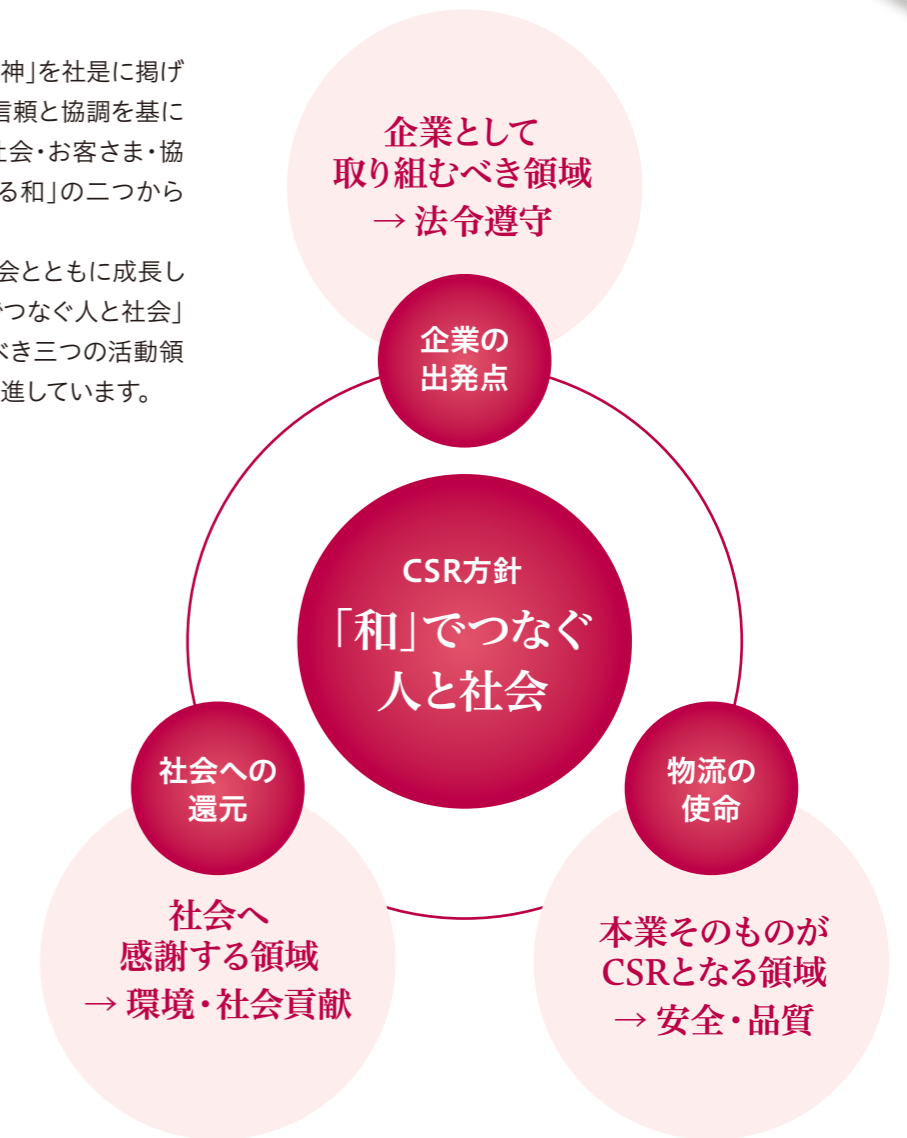 神」を社是に掲げ
信頼と協調を基に
社会・お客さま・協
る和」の二つから
会とともに成長し
でつなぐ人と社会」
べき三つの活動領
進しています。
企業として
取り組むべき領域
→ 法令遵守
企業の
出発点
CSR方針
「和」でつなぐ
人と社会
社会への
還元
社会へ
感謝する領域
→ 環境・社会貢献
物流の
使命
本業そのものが
CSRとなる領域
→ 安全・品質